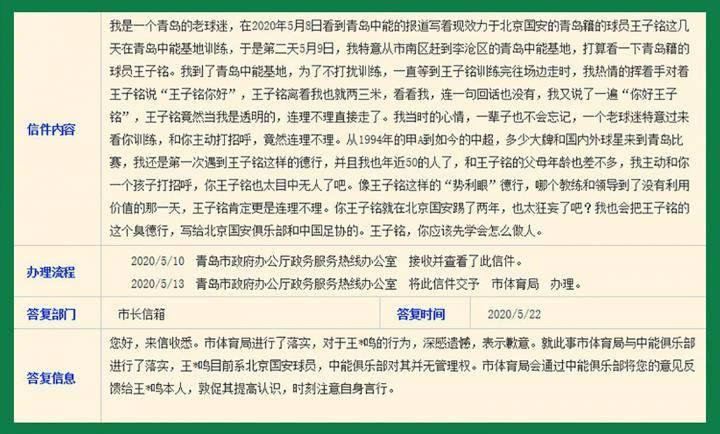 信件内容
我是一个青岛的老球迷，在2020年5月8日看到青岛中能的报道写着现效力于北京国安的青岛籍的球员王子铭这几
天在青岛中能基地训练，于是第二天5月9日，我特意从市南区赶到李沧区的青岛中能基地，打算看一下青岛籍的
球员王子铭。我到了青岛中能基地，为了不打扰训练，一直等到王子铭训练完往场边走时，我热情的挥着手对着
王子铭说“王子铭你好”，王子铭离着我也就两三米，看看我，连一句回话也没有，我又说了一遍“你好王子
铭”，王子铭竟然当我是透明的，连理不理直接走了。我当时的心情，一辈子也不会忘记，一个老球迷特意过来
看你训练，和你主动打招呼，竟然连理不理。从1994年的甲A到如今的中超，多少大牌和国内外球星来到青岛比
赛，我还是第一次遇到王子铭这样的德行，并且我也年近50的人了，和王子铭的父母年龄也差不多，我主动和你
一个孩子打招呼，你王子铭也太目中无人了吧。像王子铭这样的“势利眼”德行，哪个教练和领导到了没有利用
价值的那一天，王子铭肯定更是连理不理。你王子铭就在北京国安踢了两年，也太狂妄了吧？我也会把王子铭的
这个臭德行，写给北京国安俱乐部和中国足协的。王子铭，你应该先学会怎么做人。
办理流程
2020/5/10 青岛市政府办公厅政务服务热线办公室 接收并查看了此信件。
2020/5/13 青岛市政府办公厅政务服务热线办公室 将此信件交予 市体育局 办理。
答复部门 市长信箱 答复时间 2020/5/22
答复信息
您好，来信收悉。市体育局进行了落实，对于王*鸣的行为，深感遗憾，表示歉意。就此事市体育局与中能俱乐部
进行了落实，王*鸣目前系北京国安球员，中能俱乐部对其并无管理权。市体育局会通过中能俱乐部将您的意见反
馈给王*鸣本人，敦促其提高认识，时刻注意自身言行。